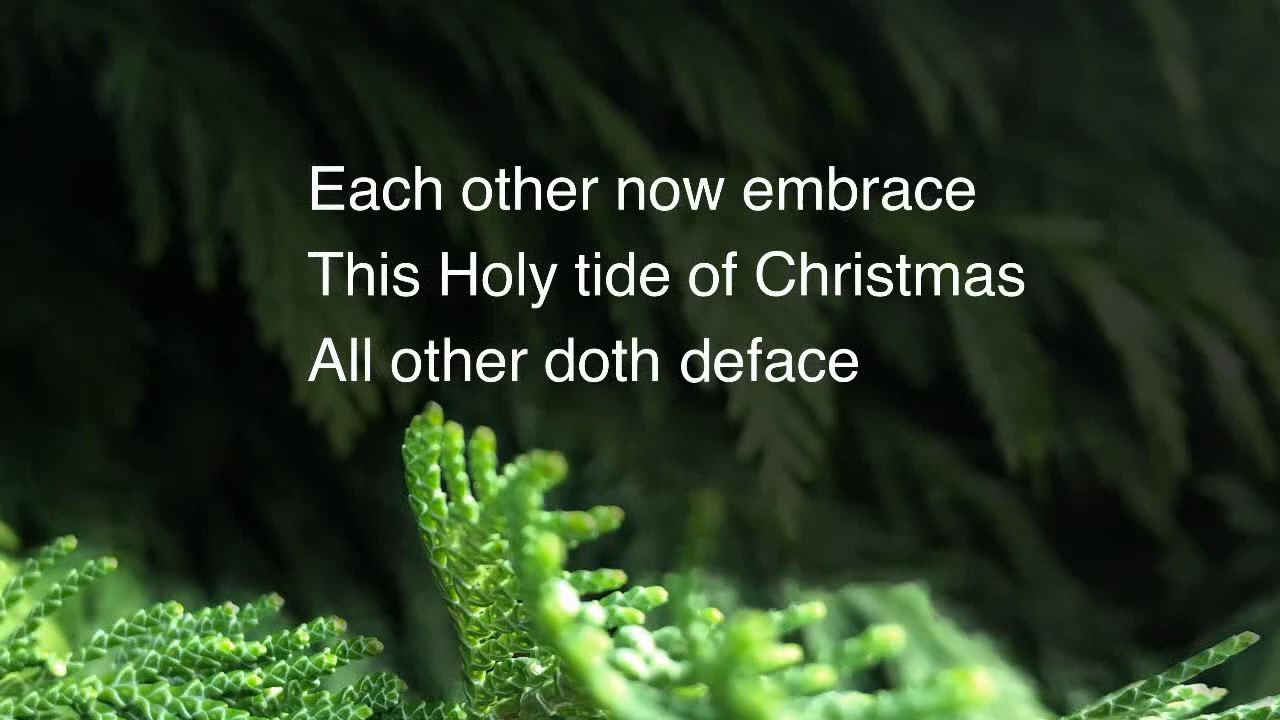 Each other now embrace
This Holy tide of Christmas
All other doth deface